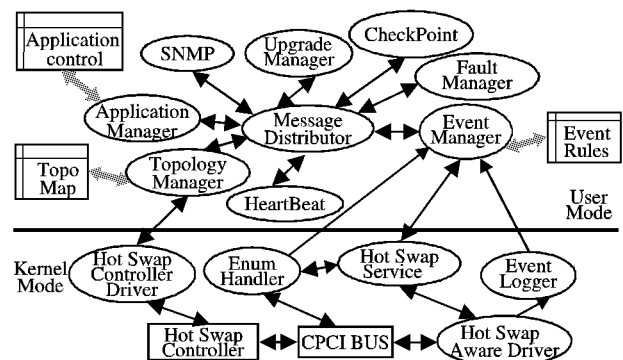 Application
control
SNMP
Upgrade
Manager
CheckPoint
Fault
Manager
Application
Manager
Message
Distributor
Event
Manager
Event
Rules
Topo
Map
Topology
Manager
HeartBeat
User
Mode
Kernel
Mode
Hot Swap
Controller
Driver
Enum
Handler
Hot Swap
Service
Event
Logger
Hot Swap
Controller
CPCI BUS
Hot Swap
Aware Driver